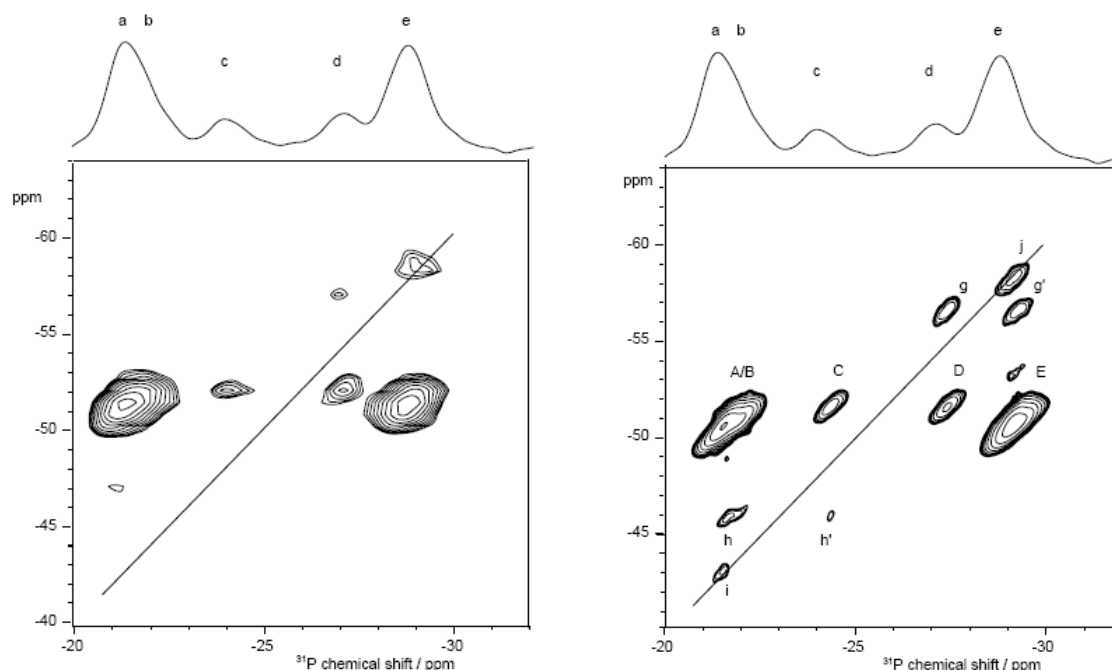 a b
c
d
e
ppm
-60
-55
-50
-45
-40
-20
-25
-30
³¹P chemical shift / ppm
a b
c
d
e
ppm
-60
-55
-50
-45
j
g
g'
A/B
C
D
E
h
h'
i
-20
-25
-30
³¹P chemical shift / ppm